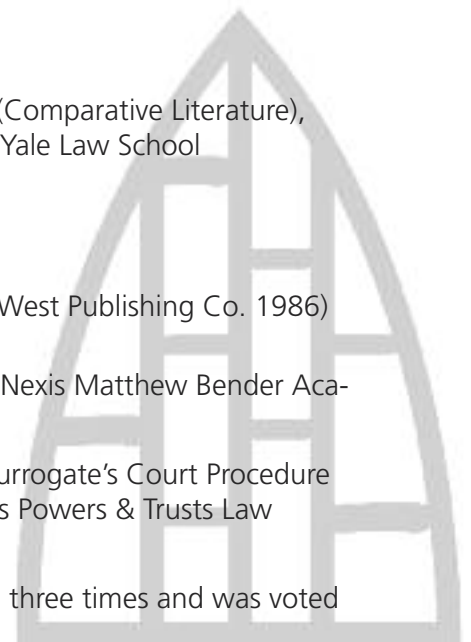 (Comparative Literature),
Yale Law School
West Publishing Co. 1986)
Nexis Matthew Bender Aca-
urrogate’s Court Procedure
s Powers & Trusts Law
three times and was voted